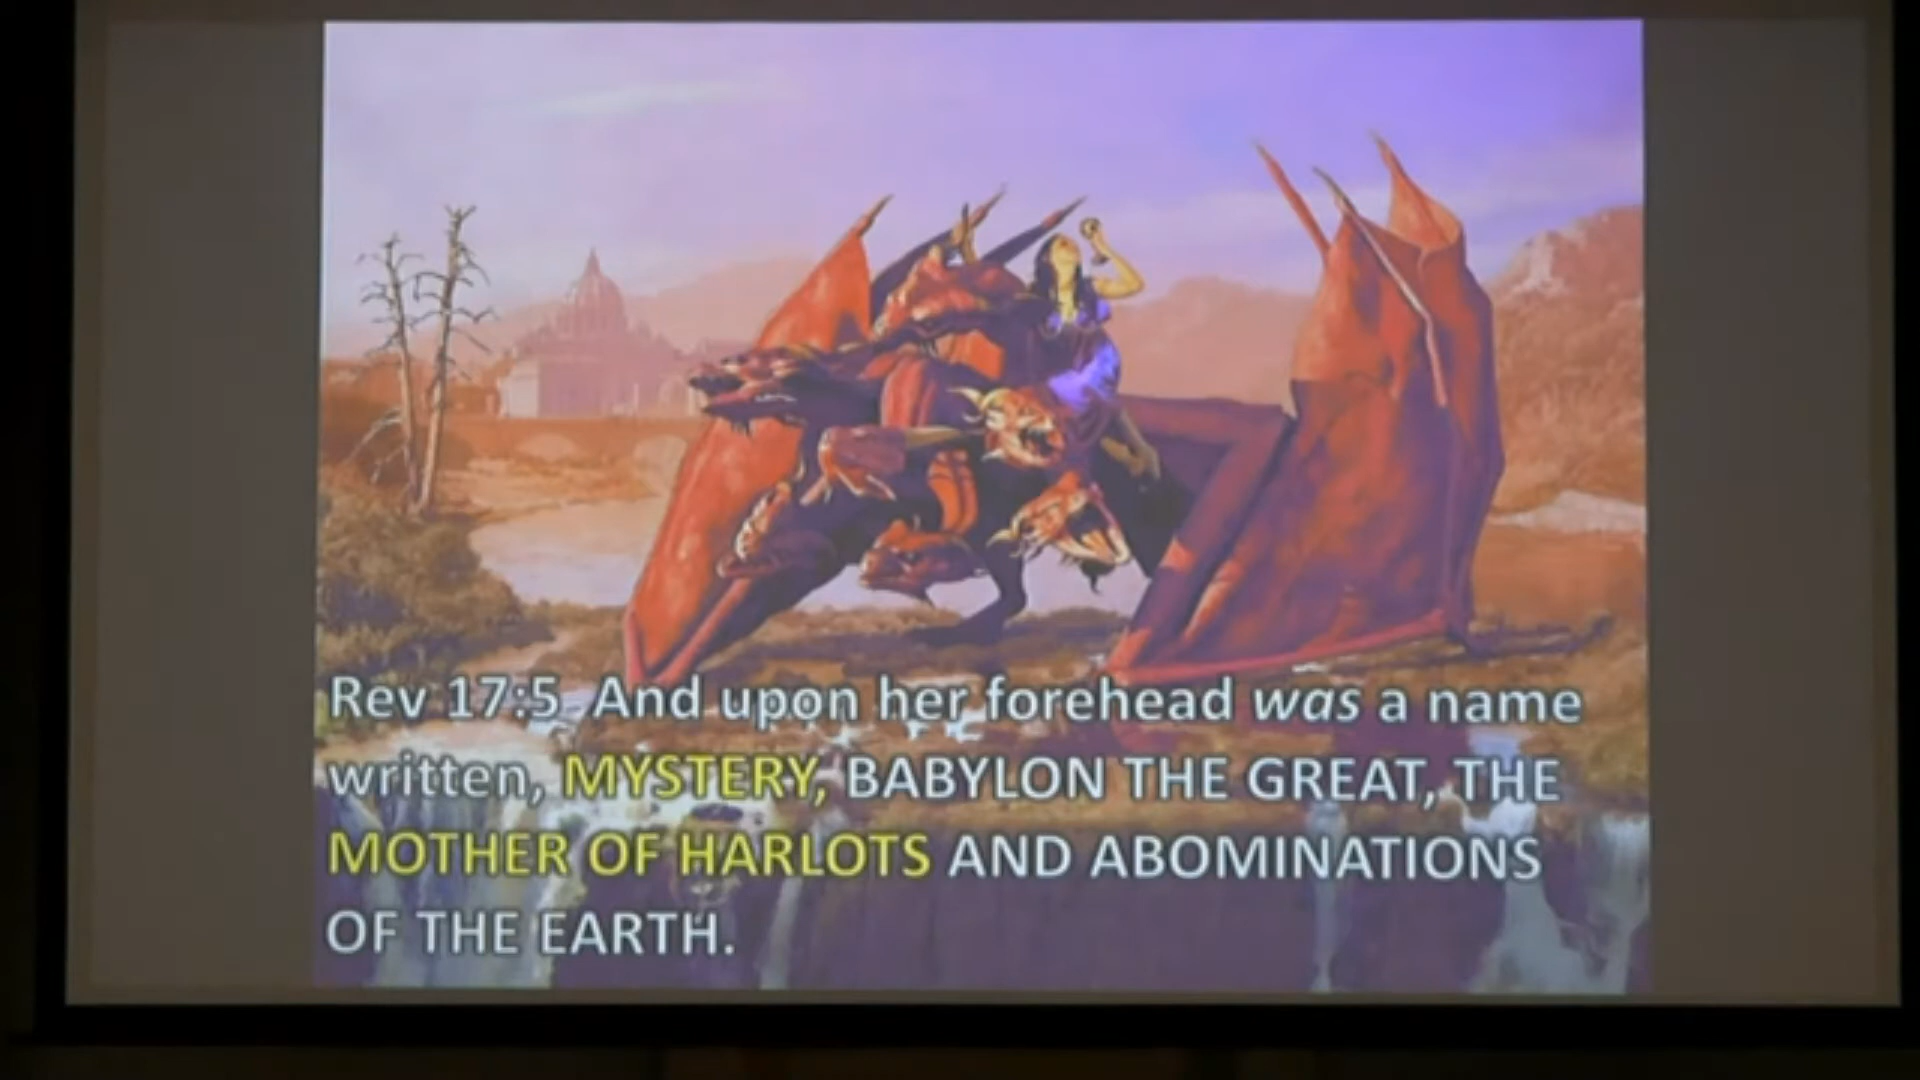 Rev 17:5 And upon her forehead was a name
written, MYSTERY, BABYLON THE GREAT, THE
MOTHER OF HARLOTS AND ABOMINATIONS
OF THE EARTH.